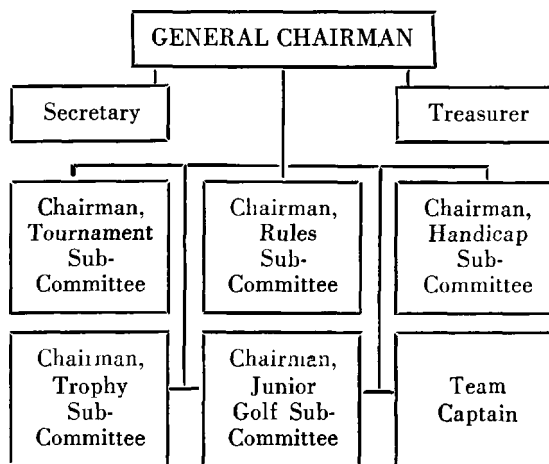 GENERAL CHAIRMAN
Secretary
Treasurer
Chairman,
Tournament
Sub-
Committee
Chairman,
Rules
Sub-
Committee
Chairman,
Handicap
Sub-
Committee
Chairman,
Trophy
Sub-
Committee
Chairman,
Junior
Golf Sub-
Committee
Team
Captain